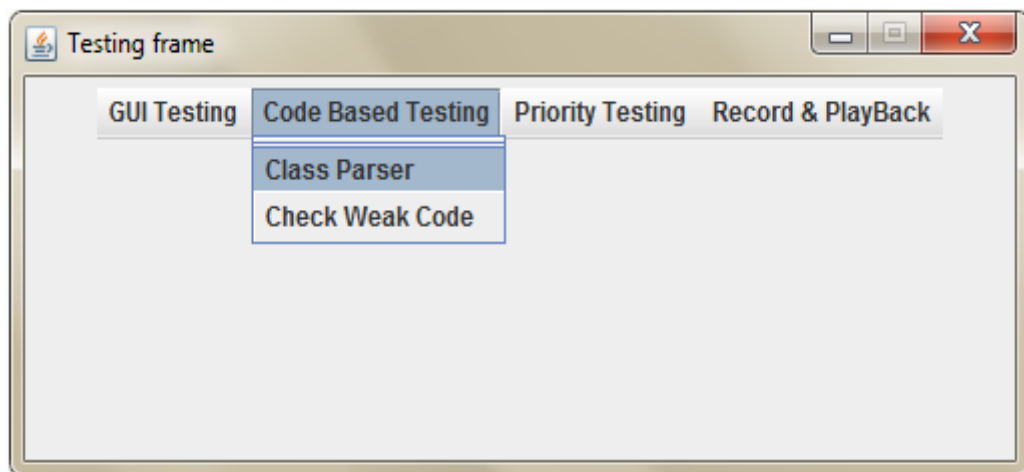 Testing frame
GUI Testing Code Based Testing Priority Testing Record & PlayBack
Class Parser
Check Weak Code